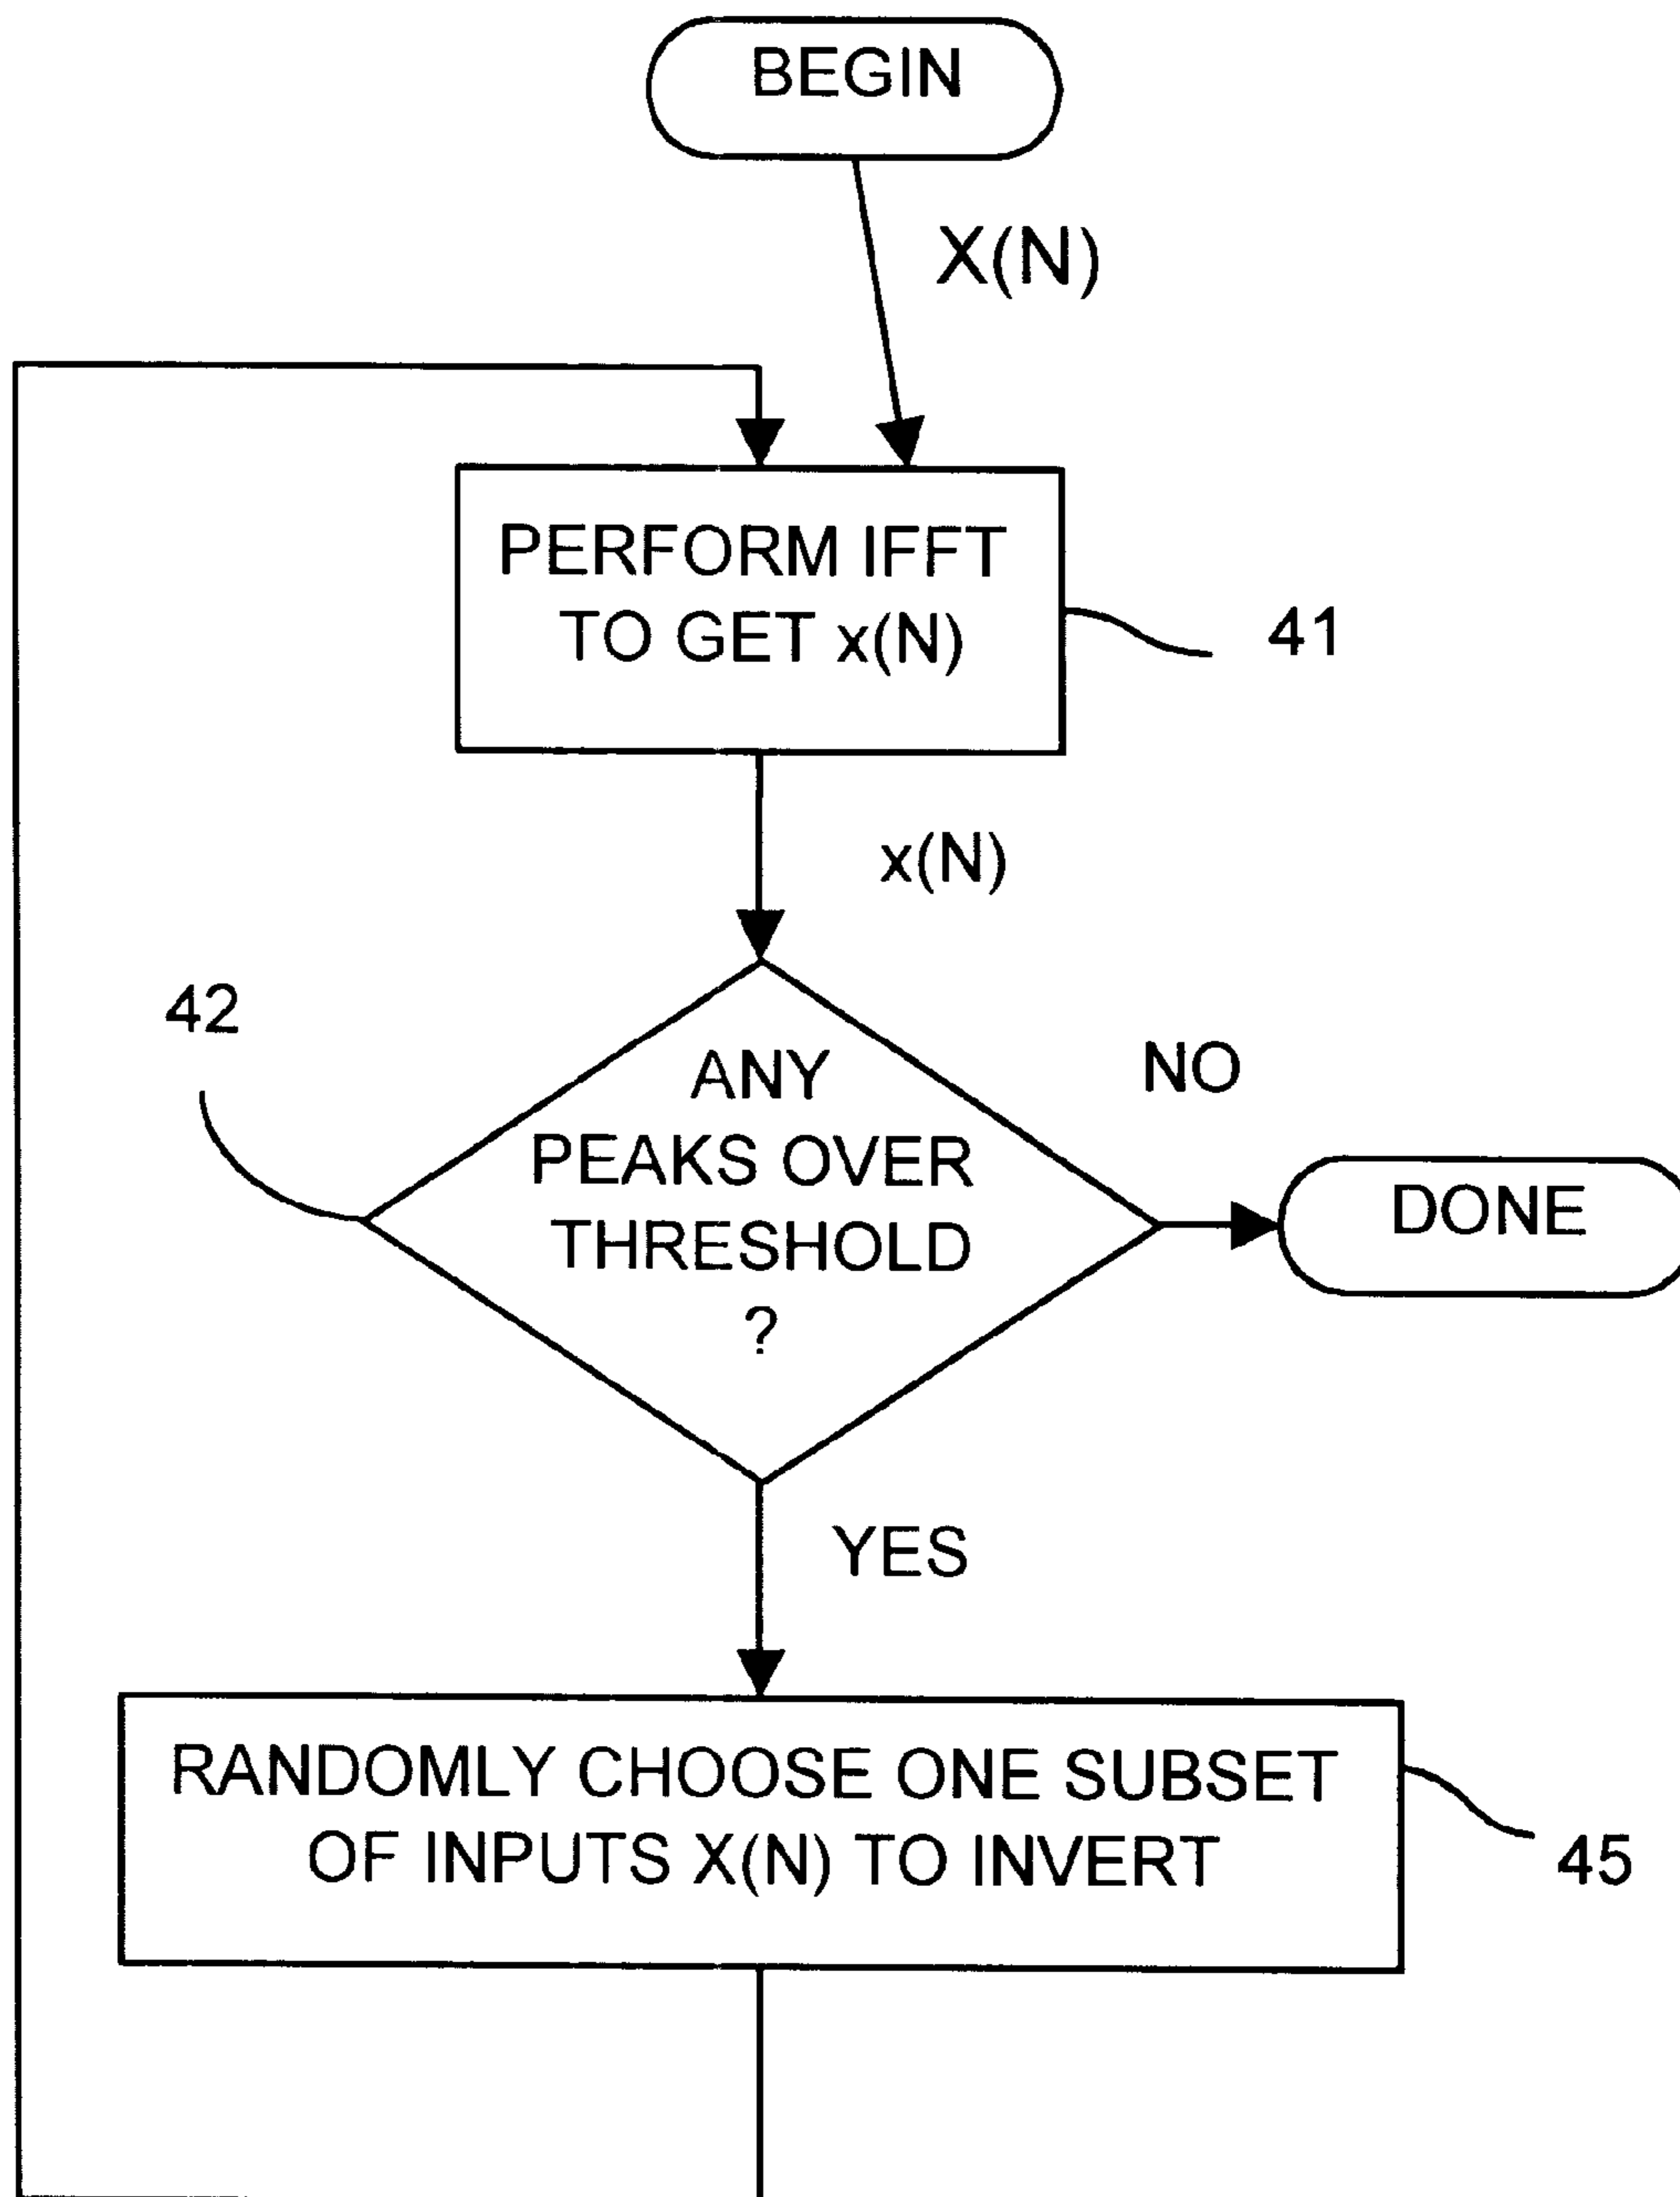 BEGIN
X(N)
PERFORM IFFT
TO GET x(N)
41
x(N)
42
ANY
PEAKS OVER
THRESHOLD
?
NO
DONE
YES
RANDOMLY CHOOSE ONE SUBSET
OF INPUTS X(N) TO INVERT
45